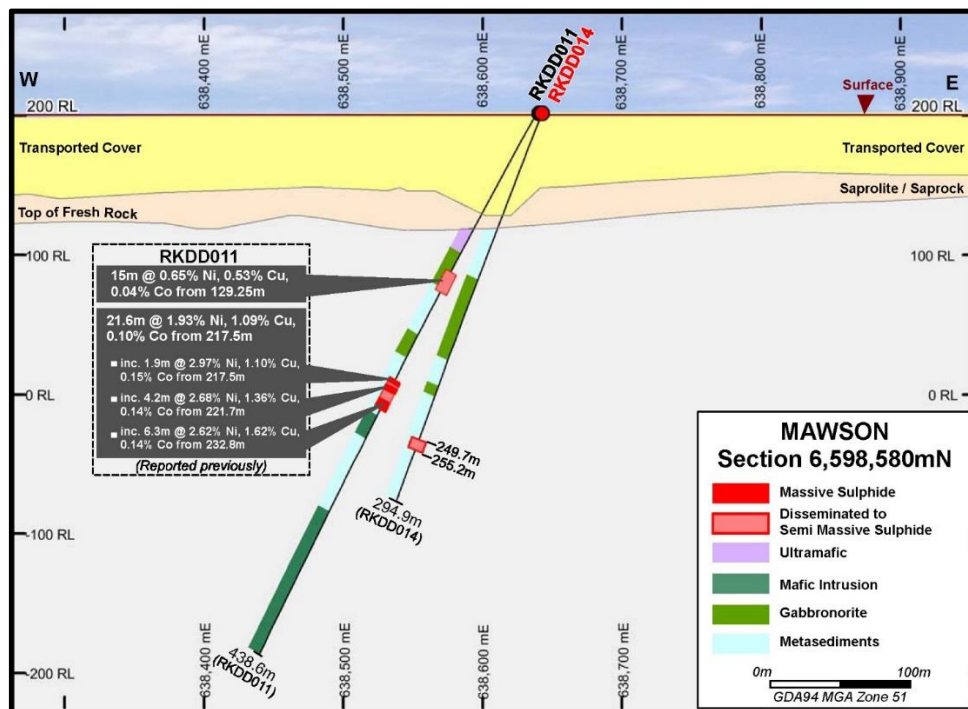 638,400 mE
638,500 mE
638,600 mE
638,700 mE
638,800 mE
638,900 mE
RKDD011
RKDD014
W
E
Surface
200 RL
200 RL
Transported Cover
Transported Cover
Saprolite / Saprock
Top of Fresh Rock
100 RL
100 RL
RKDD011
15m @ 0.65% Ni, 0.53% Cu,
0.04% Co from 129.25m
21.6m @ 1.93% Ni, 1.09% Cu,
0.10% Co from 217.5m
inc. 1.9m @ 2.97% Ni, 1.10% Cu,
0.15% Co from 217.5m
inc. 4.2m @ 2.68% Ni, 1.36% Cu,
0.14% Co from 221.7m
inc. 6.3m @ 2.62% Ni, 1.62% Cu,
0.14% Co from 232.8m
(Reported previously)
0 RL
0 RL
249.7m
255.2m
294.9m
(RKDD014)
-100 RL
438.6m
(RKDD011)
-200 RL
638,400 mE
638,500 mE
638,600 mE
638,700 mE
MAWSON
Section 6,598,580mN
Massive Sulphide
Disseminated to
Semi Massive Sulphide
Ultramafic
Mafic Intrusion
Gabbronorite
Metasediments
0m
100m
GDA94 MGA Zone 51